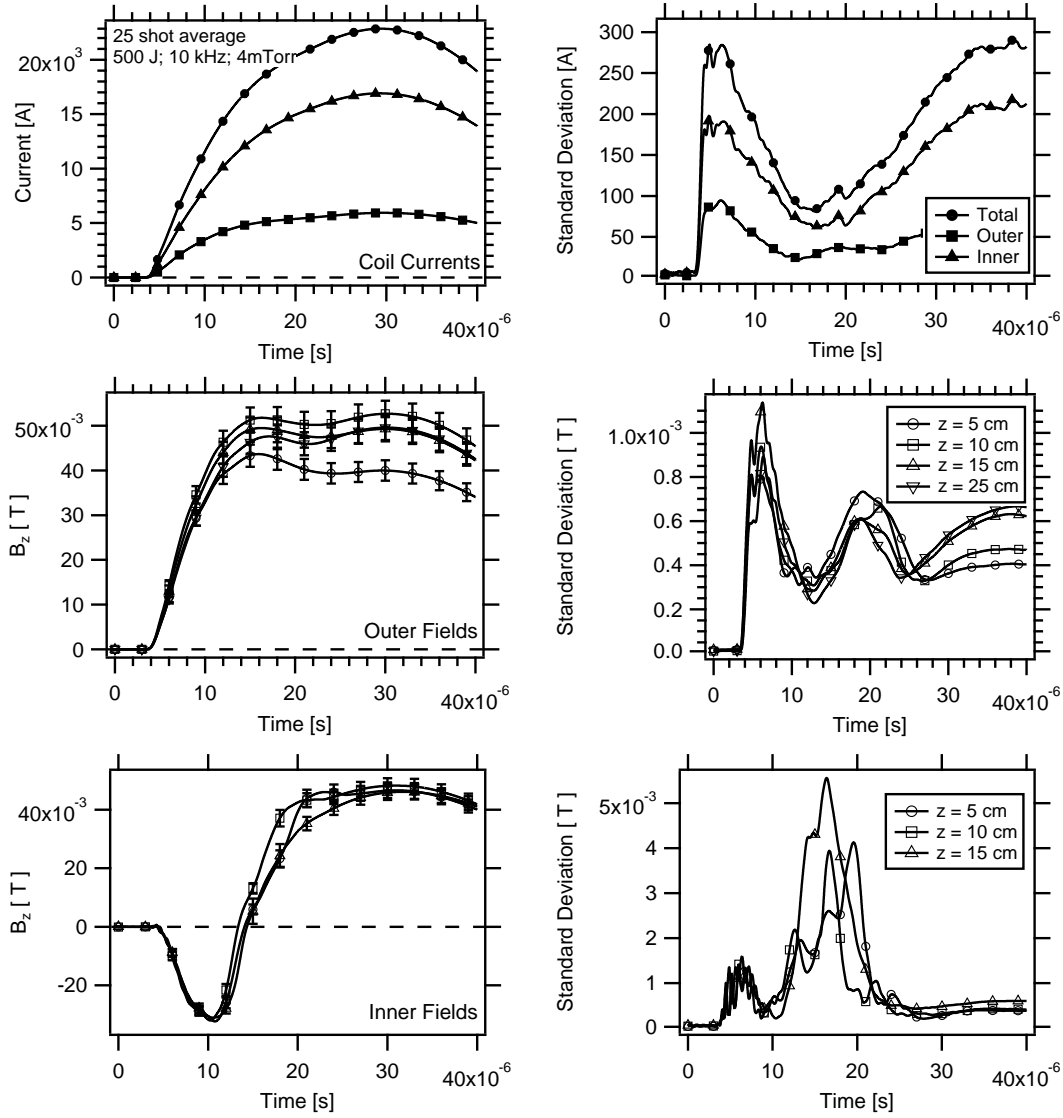 25 shot average
500 J; 10 kHz; 4mTorr
20x10-3
15
10
5
0
Current [A]
Coil Currents
0
10
20
30
40x10-6
Time [s]
300
250
200
150
100
50
0
Standard Deviation [A]
Total
Outer
Inner
0
10
20
30
40x10-6
Time [s]
50x10-3
40
30
20
10
0
Bz [ T]
Outer Fields
0
10
20
30
40x10-6
Time [s]
1.0x10-3
0.8
0.6
0.4
0.2
0.0
Standard Deviation [ T]
z = 5 cm
z = 10 cm
z = 15 cm
z = 25 cm
0
10
20
30
40x10-6
Time [s]
40x10-3
20
0
-20
Bz [ T]
Inner Fields
0
10
20
30
40x10-6
Time [s]
5x10-3
4
3
2
1
0
Standard Deviation [ T]
z = 5 cm
z = 10 cm
z = 15 cm
0
10
20
30
40x10-6
Time [s]